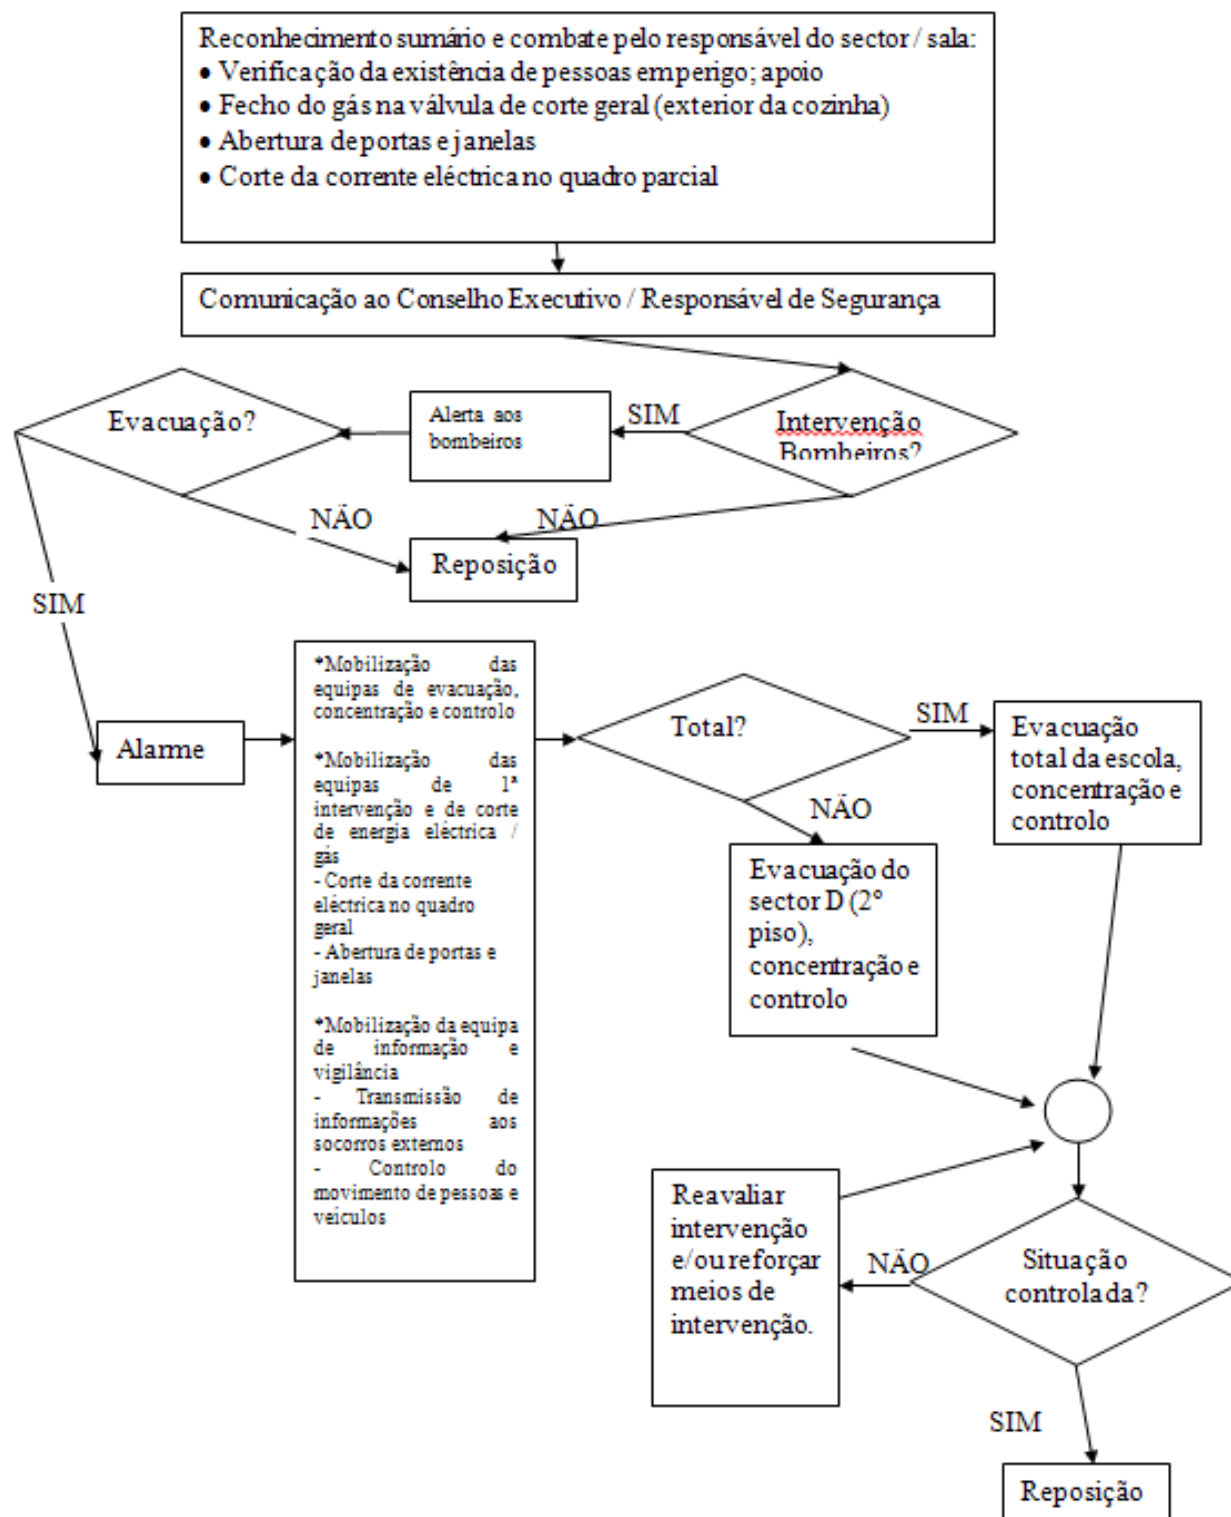 Reconhecimento sumário e combate pelo responsável do sector / sala:
• Verificação da existência de pessoas em perigo; apoio
• Fecho do gás na válvula de corte geral (exterior da cozinha)
• Abertura de portas e janelas
• Corte da corrente eléctrica no quadro parcial
Comunicação ao Conselho Executivo / Responsável de Segurança
Evacuação?
Alerta aos
bombeiros
SIM
Intervenção
Bombeiros?
NÃO
NÃO
Reposição
SIM
Alarme
*Mobilização das
equipas de evacuação,
concentração e controlo
*Mobilização das
equipas de 1ª
intervenção e de corte
de energia eléctrica /
gás
- Corte da corrente
eléctrica no quadro
geral
- Abertura de portas e
janelas
*Mobilização da equipa
de informação e
vigilância
- Transmissão de
informações aos
socorros externos
- Controlo do
movimento de pessoas e
veiculos
Total?
SIM
Evacuação
total da escola,
concentração e
controlo
NÃO
Evacuação do
sector D (2º
piso),
concentração e
controlo
Reavaliar
intervenção
e/ou reforçar
meios de
intervenção.
NÃO
Situação
controlada?
SIM
Reposição